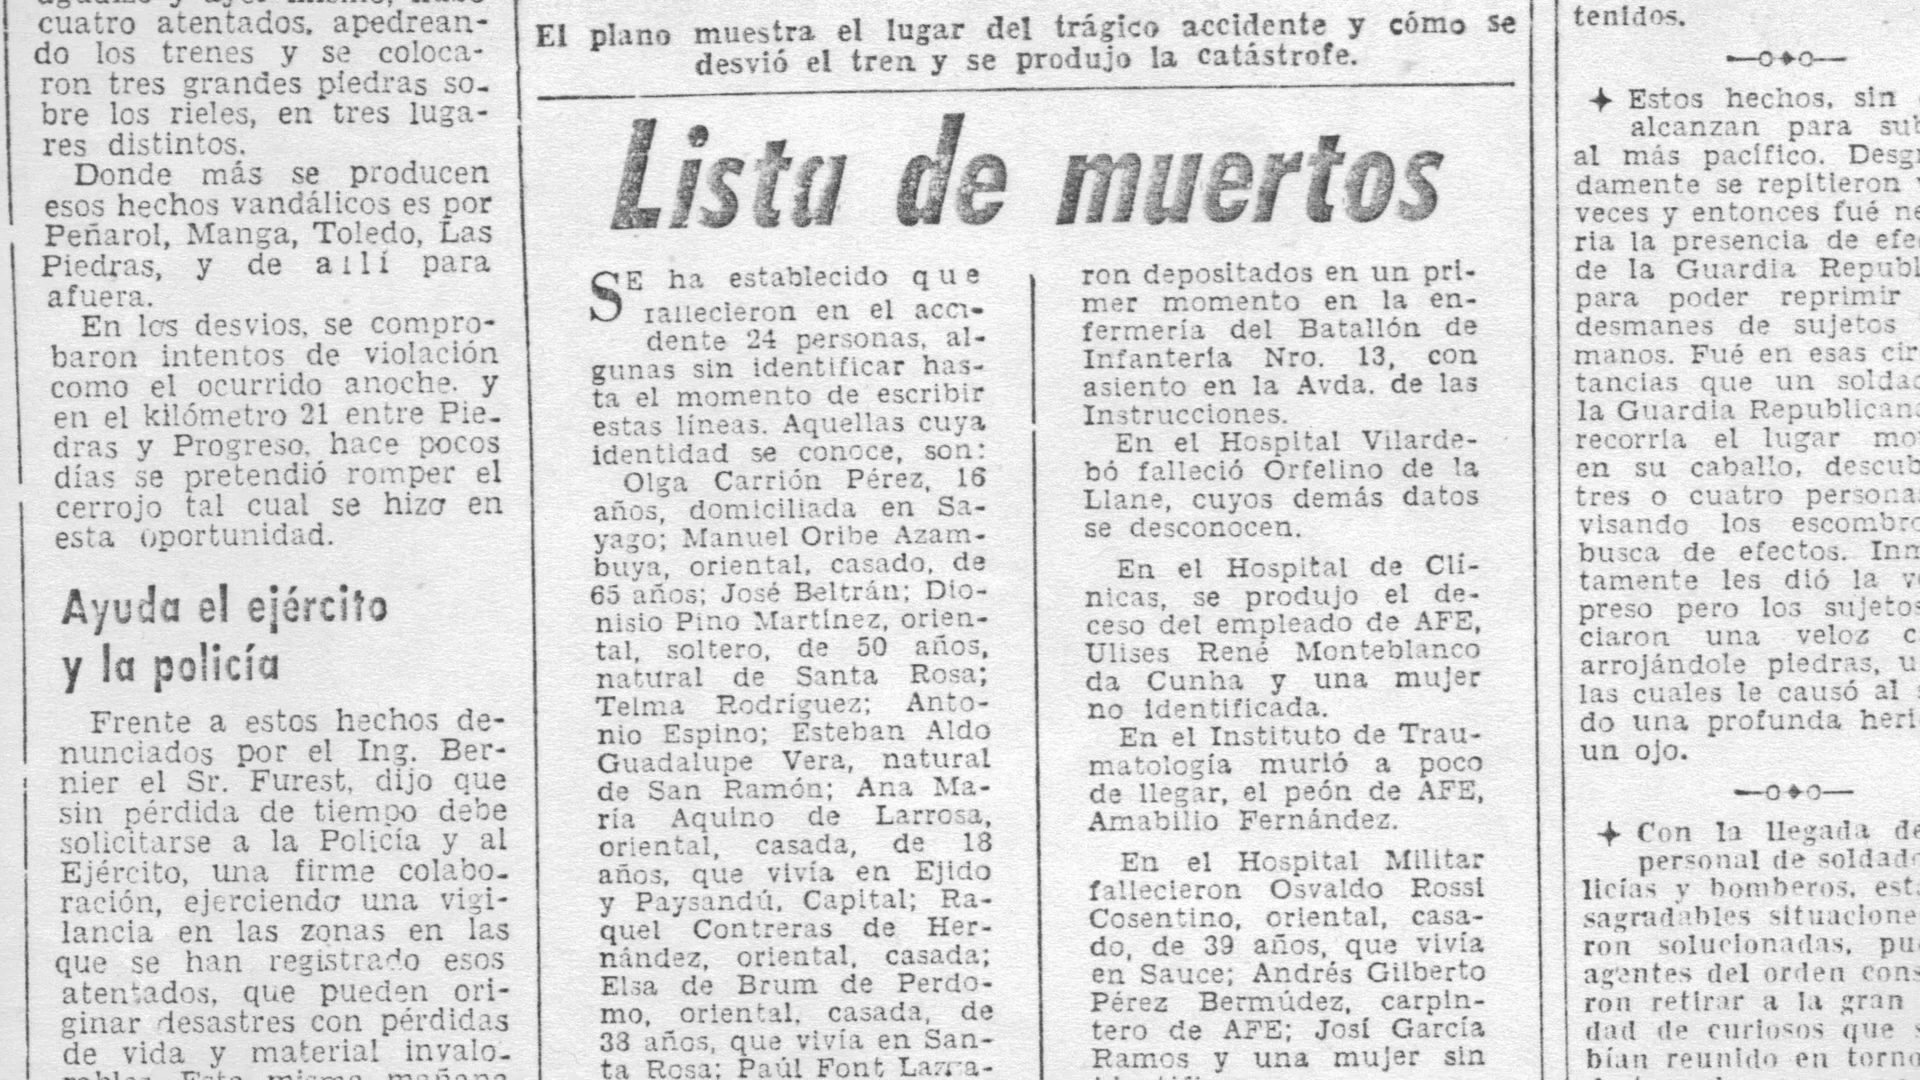 cuatro atentados, apedrean-
do los trenes y se coloca-
ron tres grandes piedras so-
bre los rieles, en tres luga-
res distintos.
Donde más se producen
esos hechos vandálicos es por
Peñarol, Manga, Toledo, Las
Piedras, y de allí para
afuera.
En los desvios, se compro-
baron intentos de violación
como el ocurrido anoche. y
en el kilómetro 21 entre Pie-
dras y Progreso, hace pocos
días se pretendió romper el
cerrojo tal cual se hizo en
esta oportunidad.
Ayuda el ejército
y la policía
Frente a estos hechos de-
nunciados por el Ing. Ber-
nier el Sr. Furest, dijo que
sin pérdida de tiempo debe
solicitarse a la Policía y al
Ejército, una firme colabo-
ración, ejerciendo una vigi-
lancia en las zonas en las
que se han registrado esos
atentados, que pueden ori-
ginar desastres con pérdidas
de vida y material invalo-
El plano muestra el lugar del trágico accidente y cómo se
desvió el tren y se produjo la catástrofe.
Lista de muertos
SE ha establecido que
fallecieron en el acci-
dente 24 personas, al-
gunas sin identificar has-
ta el momento de escribir
estas líneas. Aquellas cuya
identidad se conoce, son:
Olga Carrión Pérez, 16
años, domiciliada en Sa-
yago; Manuel Oribe Azam-
buya, oriental, casado, de
65 años; José Beltrán; Dio-
nisio Pino Martínez, orien-
tal, soltero, de 50 años,
natural de Santa Rosa;
Telma Rodríguez; Anto-
nio Espino; Esteban Aldo
Guadalupe Vera, natural
de San Ramón; Ana Ma-
ría Aquino de Larrosa,
oriental, casada, de 18
años, que vivía en Ejido
y Paysandú, Capital; Ra-
quel Contreras de Her-
nández, oriental, casada;
Elsa de Brum de Perdo-
mo, oriental, casada, de
38 años, que vivía en San-
ta Rosa; Paúl Font
ron depositados en un pri-
mer momento en la en-
fermería del Batallón de
Infantería Nro. 13, con
asiento en la Avda. de las
Instrucciones.
En el Hospital Vilarde-
bó falleció Orfelino de la
Llane, cuyos demás datos
se desconocen.
En el Hospital de Clí-
nicas, se produjo el de-
ceso del empleado de AFE,
Ulises René Monteblanco
da Cunha y una mujer
no identificada.
En el Instituto de Trau-
matología murió a poco
de llegar, el peón de AFE,
Amabilio Fernández.
En el Hospital Militar
fallecieron Osvaldo Rossi
Cosentino, oriental, casa-
do, de 39 años, que vivía
en Sauce; Andrés Gilberto
Pérez Bermúdez, carpin-
tero de AFE; Josí García
Ramos y una mujer sin
tenidos.
Estos hechos, sin
alcanzan para sub
al más pacífico. Desgr
damente se repitieron v
veces y entonces fué ne
ria la presencia de efe
de la Guardia Republ
para poder reprimir
desmanes de sujetos
manos. Fué en esas cir
tancias que un soldad
la Guardia Republicana
recorría el lugar mo
en su caballo, descub
tres o cuatro persona
visando los escombro
busca de efectos. Inm
tamente les dió la v
preso pero los sujetos
ciaron una veloz c
arrojándole piedras, u
las cuales le causó al s
do una profunda heri
un ojo.
Con la llegada de
personal de soldado
licías y bomberos, est
sagradables situacione
ron solucionadas, pu
agentes del orden cons
ron retirar a la gran
dad de curiosos que s
bían reunido en torno